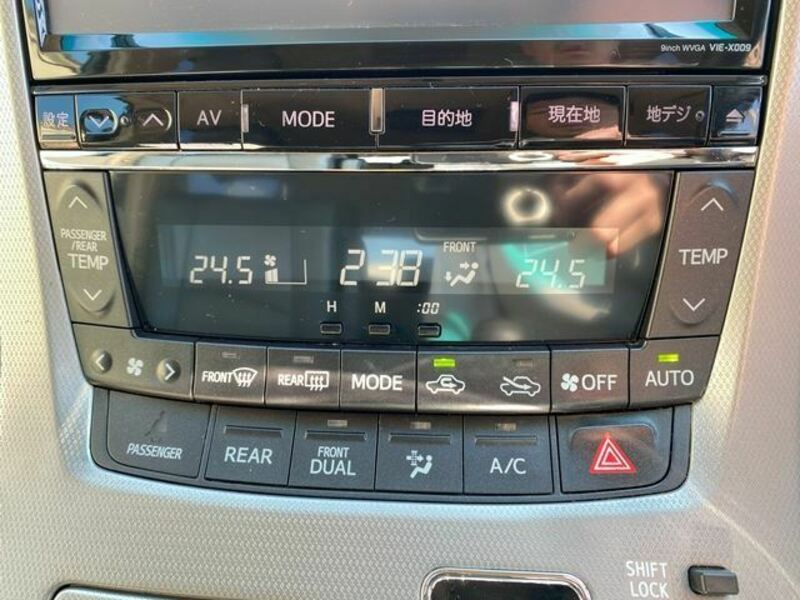 9inch WVGA VIE-X009
設定 AV MODE 目的地 現在地 地デジ
PASSENGER
/REAR
TEMP
24.5 2 38 FRONT 24.5
TEMP
H M :00
FRONT REAR MODE OFF AUTO
PASSENGER REAR FRONT
DUAL A/C
SHIFT
LOCK